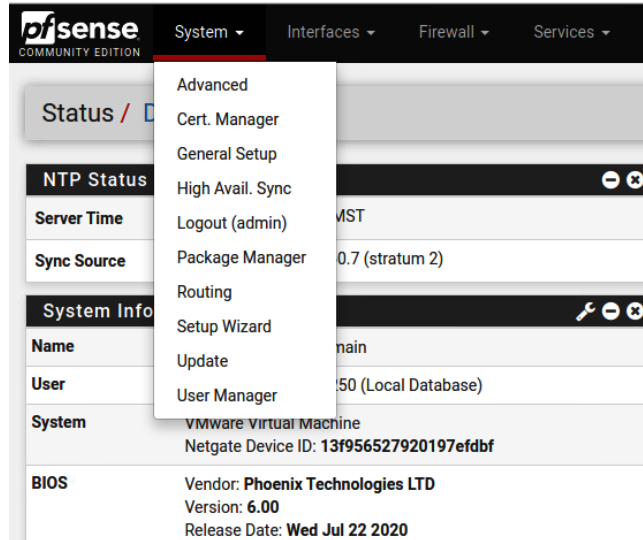 pfsense
COMMUNITY EDITION
System Interfaces Firewall Services
Advanced
Cert. Manager
General Setup
High Avail. Sync
Logout (admin)
Package Manager
Routing
Setup Wizard
Update
User Manager
Status / D
NTP Status
Server Time MST
Sync Source 0.7 (stratum 2)
System Info
Name main
User 250 (Local Database)
System VMware Virtual Machine
Netgate Device ID: 13f956527920197efdbf
BIOS Vendor: Phoenix Technologies LTD
Version: 6.00
Release Date: Wed Jul 22 2020